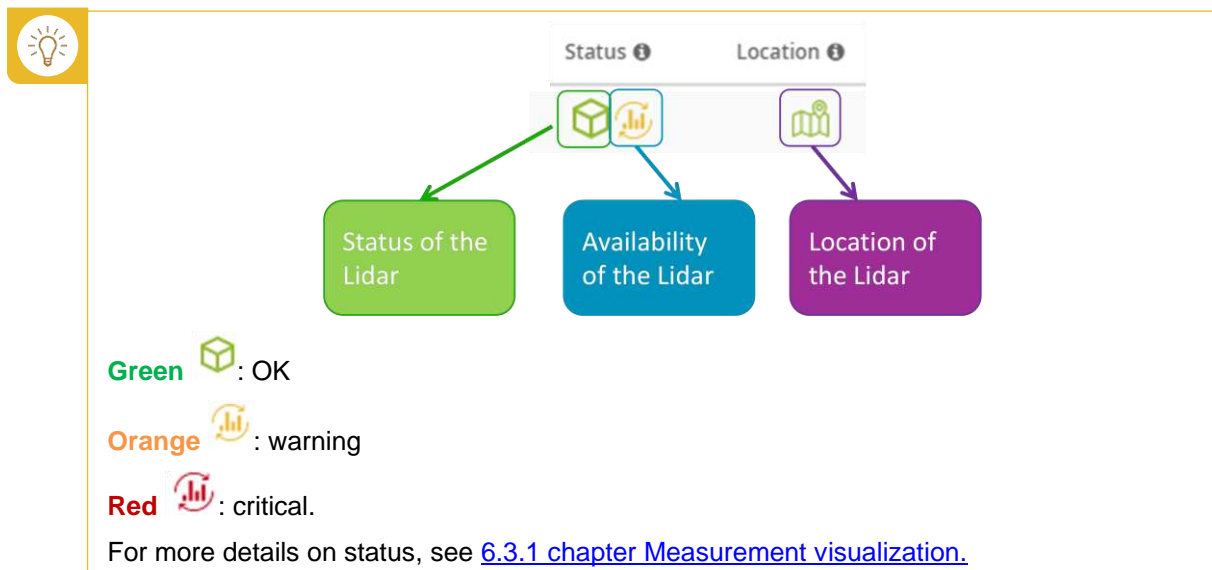 Status Location
Status of the
Lidar
Availability
of the Lidar
Location of
the Lidar
Green : OK
Orange : warning
Red : critical.
For more details on status, see 6.3.1 chapter Measurement visualization.